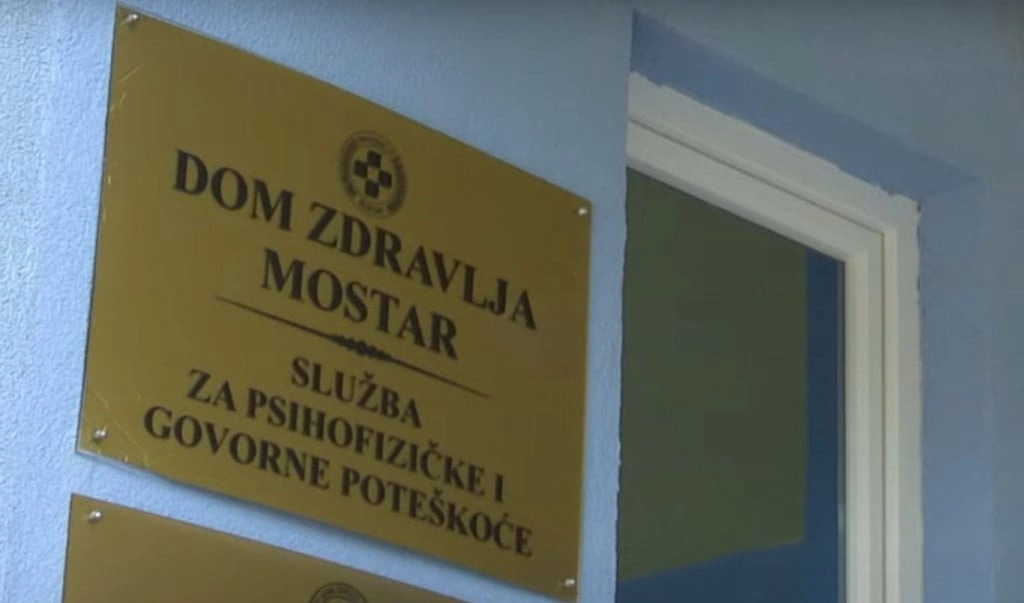 DOM ZDRAVLJA
MOSTAR
SLUŽBA
ZA PSIHOFIZIČKE I
GOVORNE POTEŠKOĆE